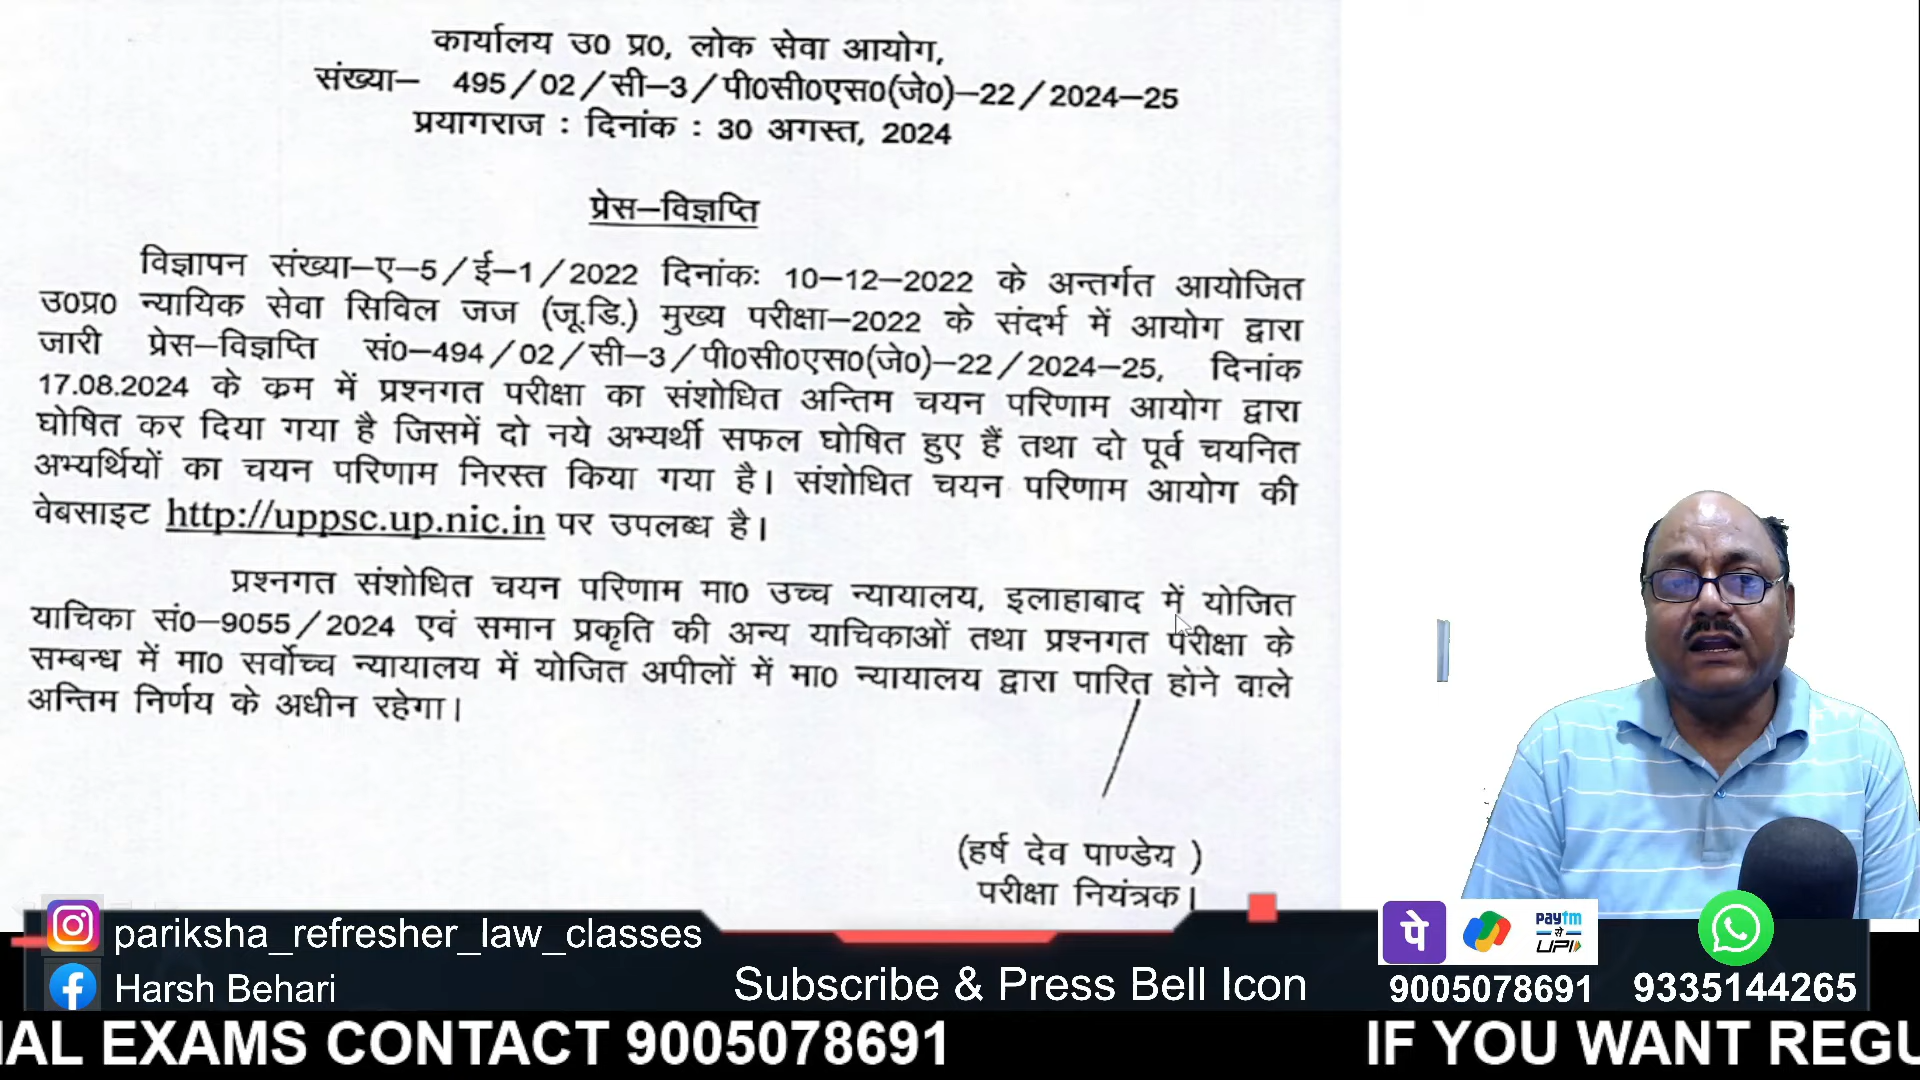 कार्यालय उ0 प्र0, लोक सेवा आयोग,
संख्या– 495/02/सी–3/पी0सी0एस0(जे0)–22/2024–25
प्रयागराज : दिनांक : 30 अगस्त, 2024
प्रेस–विज्ञप्ति
विज्ञापन संख्या–ए–5/ई–1/2022 दिनांकः 10–12–2022 के अन्तर्गत आयोजित
उ0प्र0 न्यायिक सेवा सिविल जज (जू.डि.) मुख्य परीक्षा–2022 के संदर्भ में आयोग द्वारा
जारी प्रेस–विज्ञप्ति सं0–494/02/सी–3/पी0सी0एस0(जे0)–22/2024–25, दिनांक
17.08.2024 के क्रम में प्रश्नगत परीक्षा का संशोधित अन्तिम चयन परिणाम आयोग द्वारा
घोषित कर दिया गया है जिसमें दो नये अभ्यर्थी सफल घोषित हुए हैं तथा दो पूर्व चयनित
अभ्यर्थियों का चयन परिणाम निरस्त किया गया है। संशोधित चयन परिणाम आयोग की
वेबसाइट http://uppsc.up.nic.in पर उपलब्ध है।
प्रश्नगत संशोधित चयन परिणाम मा0 उच्च न्यायालय, इलाहाबाद में योजित
याचिका सं0–9055/2024 एवं समान प्रकृति की अन्य याचिकाओं तथा प्रश्नगत परीक्षा के
सम्बन्ध में मा0 सर्वोच्च न्यायालय में योजित अपीलों में मा0 न्यायालय द्वारा पारित होने वाले
अन्तिम निर्णय के अधीन रहेगा।
(हर्ष देव पाण्डेय )
परीक्षा नियंत्रक।
pariksha_refresher_law_classes
Harsh Behari
Subscribe & Press Bell Icon
पे
paytm
से
UPI
9005078691
9335144265
IAL EXAMS CONTACT 9005078691
IF YOU WANT REGU